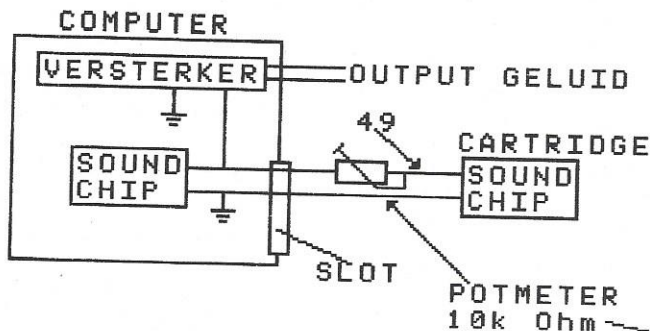 COMPUTER
VERSTERKER
OUTPUT GELUID
49
CARTRIDGE
SOUND
CHIP
SOUND
CHIP
SLOT
POTMETER
10k Ohm